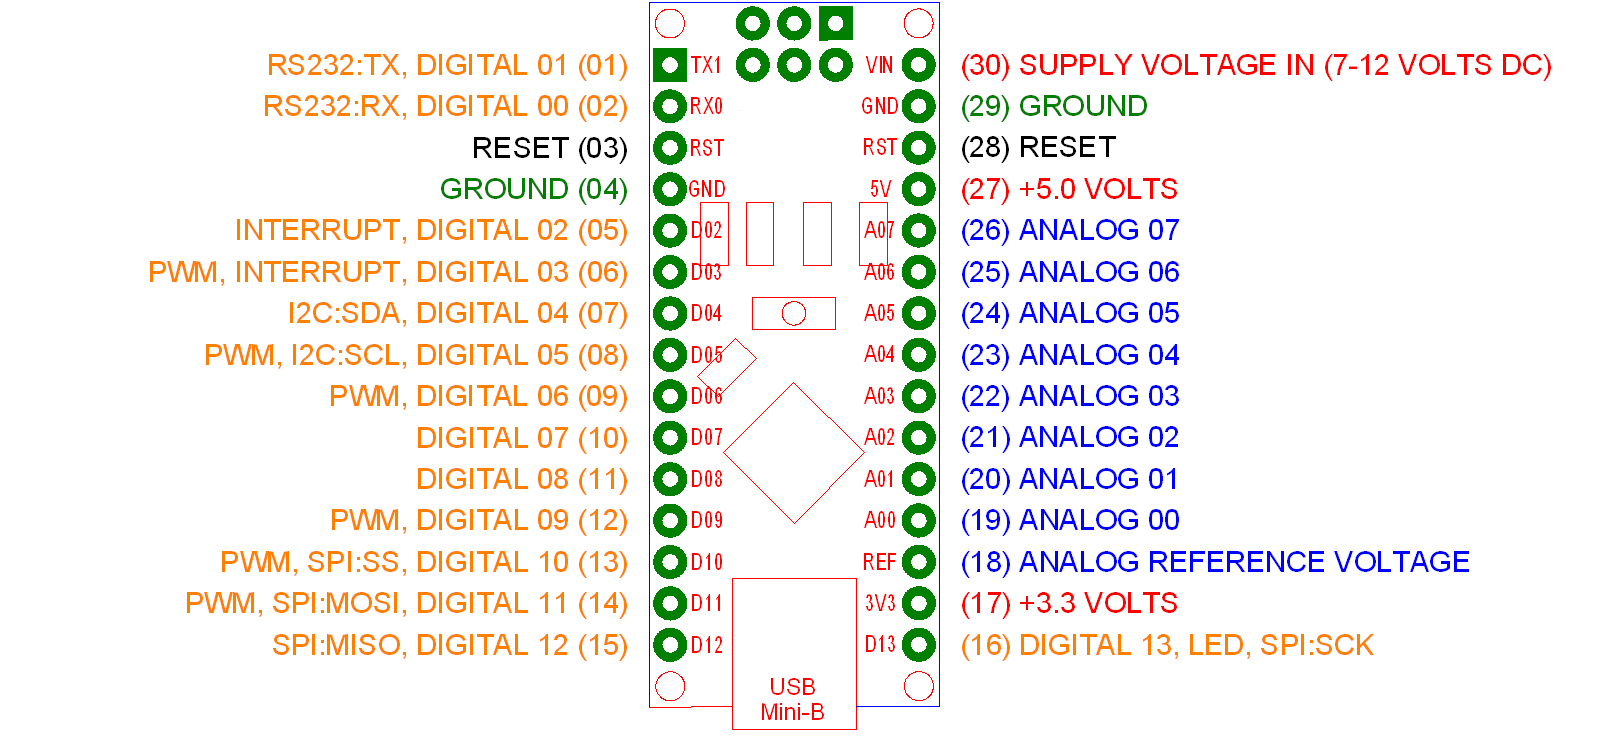 RS232:TX, DIGITAL 01 (01) TX1 VIN (30) SUPPLY VOLTAGE IN (7-12 VOLTS DC)
RS232:RX, DIGITAL 00 (02) RX0 GND (29) GROUND
RESET (03) RST RST (28) RESET
GROUND (04) GND 5V (27) +5.0 VOLTS
INTERRUPT, DIGITAL 02 (05) D02 A07 (26) ANALOG 07
PWM, INTERRUPT, DIGITAL 03 (06) D03 A06 (25) ANALOG 06
I2C:SDA, DIGITAL 04 (07) D04 A05 (24) ANALOG 05
PWM, I2C:SCL, DIGITAL 05 (08) D05 A04 (23) ANALOG 04
PWM, DIGITAL 06 (09) D06 A03 (22) ANALOG 03
DIGITAL 07 (10) D07 A02 (21) ANALOG 02
DIGITAL 08 (11) D08 A01 (20) ANALOG 01
PWM, DIGITAL 09 (12) D09 A00 (19) ANALOG 00
PWM, SPI:SS, DIGITAL 10 (13) D10 REF (18) ANALOG REFERENCE VOLTAGE
PWM, SPI:MOSI, DIGITAL 11 (14) D11 3V3 (17) +3.3 VOLTS
SPI:MISO, DIGITAL 12 (15) D12 D13 (16) DIGITAL 13, LED, SPI:SCK
USB
Mini-B